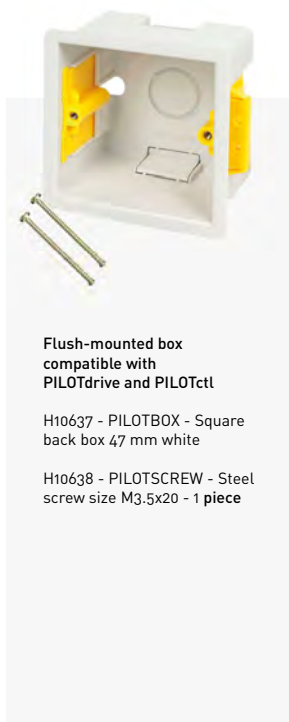 Flush-mounted box
compatible with
PILOTdrive and PILOTctl
H10637 - PILOTBOX - Square
back box 47 mm white
H10638 - PILOTSCREW - Steel
screw size M3.5x20 - 1 piece